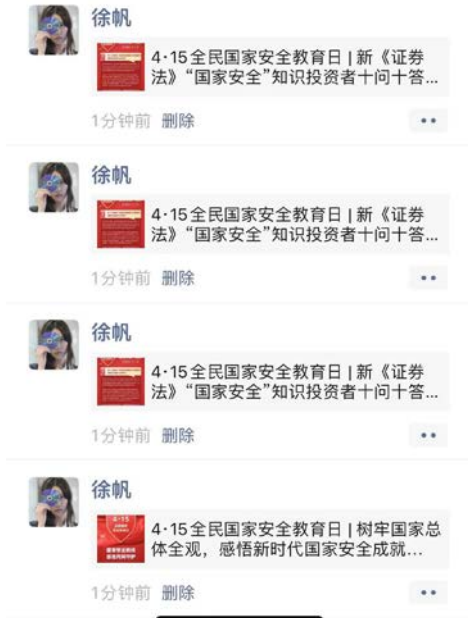 徐帆
4·15全民国家安全教育日 | 新《证券
法》“国家安全”知识投资者十问十答...
1分钟前 删除
徐帆
4·15全民国家安全教育日 | 新《证券
法》“国家安全”知识投资者十问十答...
1分钟前 删除
徐帆
4·15全民国家安全教育日 | 新《证券
法》“国家安全”知识投资者十问十答...
1分钟前 删除
徐帆
4·15
4·15全民国家安全教育日 | 树牢国家总
体全观，感悟新时代国家安全成就...
1分钟前 删除